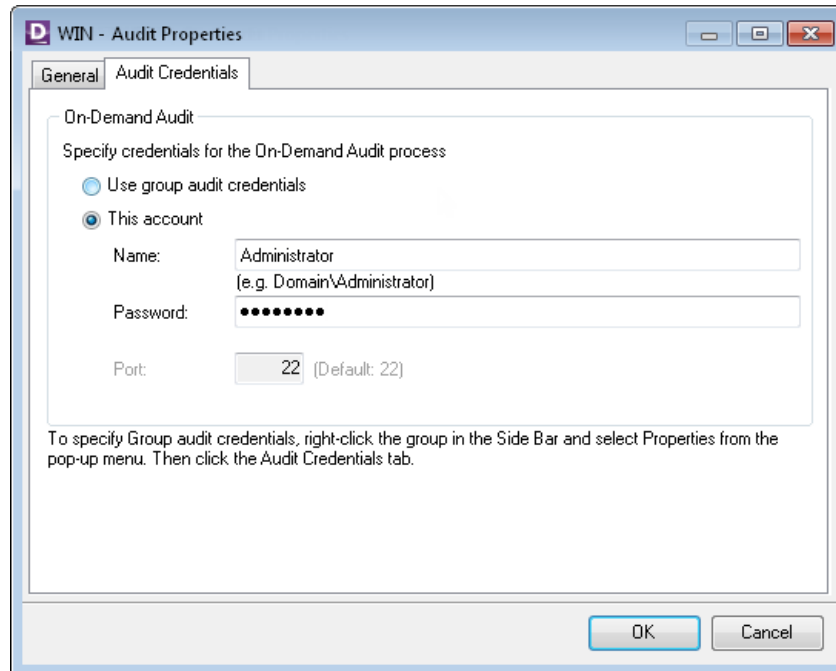 WIN - Audit Properties
General
Audit Credentials
On-Demand Audit
Specify credentials for the On-Demand Audit process
Use group audit credentials
This account
Name: Administrator
(e.g. Domain\Administrator)
Password: ●●●●●●●●
Port: 22 (Default: 22)
To specify Group audit credentials, right-click the group in the Side Bar and select Properties from the
pop-up menu. Then click the Audit Credentials tab.
OK Cancel